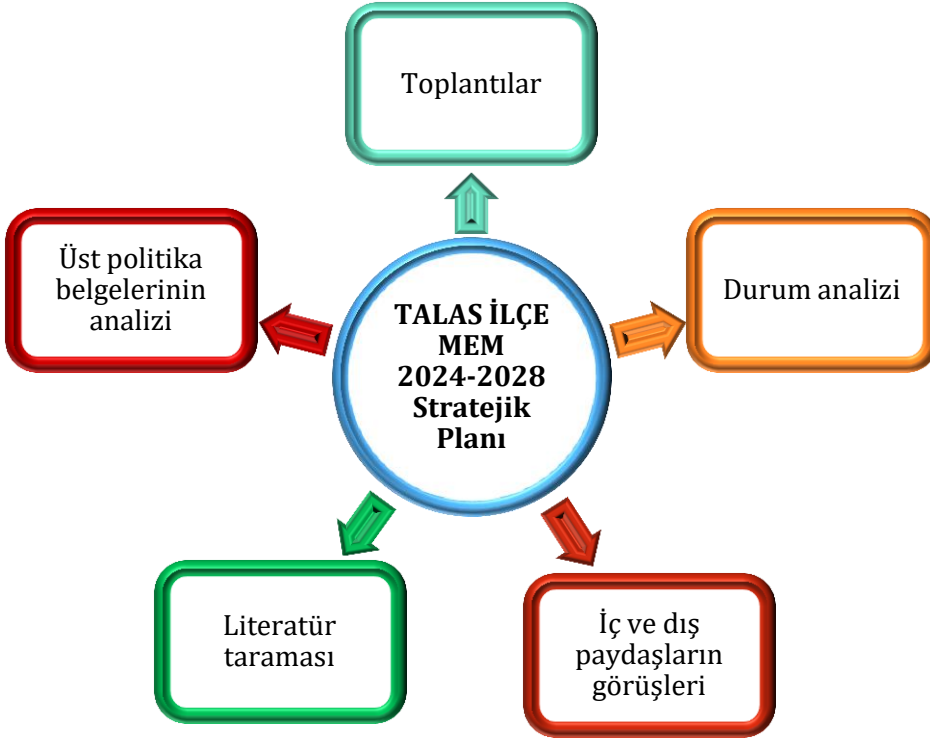 Toplantılar
Üst politika
belgelerinin
analizi
TALAS İLÇE
MEM
2024-2028
Stratejik
Planı
Durum analizi
Literatür
taraması
İç ve dış
paydaşların
görüşleri